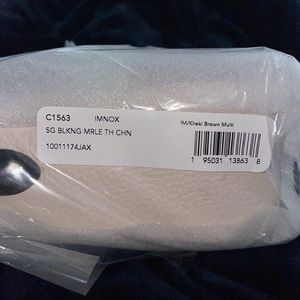 C1563 IMNOX
IM/Khaki Brown Multi
SG BLKNG MRLE TH CHN
10011174JAX
1 95031 13863 8